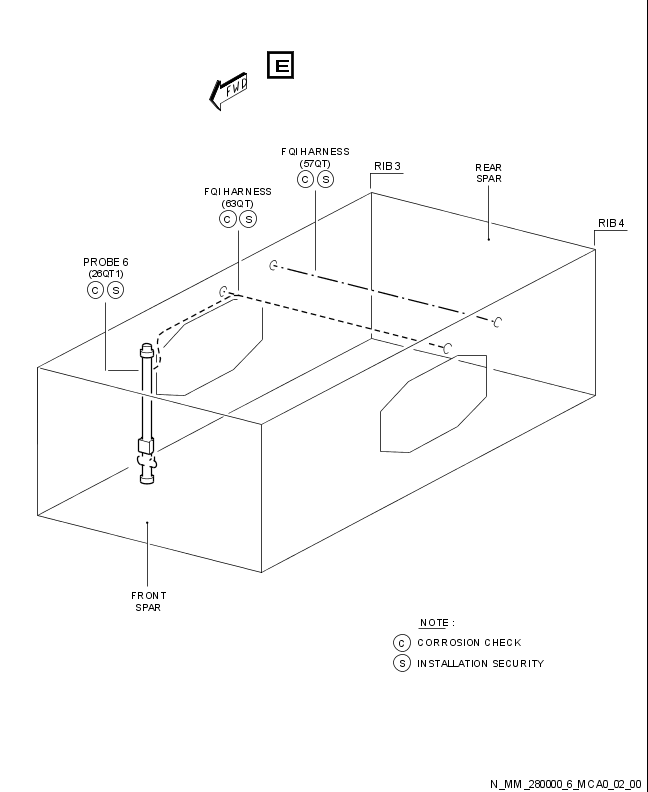 E
FWD
FQI HARNESS
(57QT)
C S
RIB 3
REAR
SPAR
FQI HARNESS
(63QT)
C S
RIB 4
PROBE 6
(26QT1)
C S
FRONT
SPAR
NOTE :
C CORROSION CHECK
S INSTALLATION SECURITY
N_MM_280000_6_MCA0_02_00